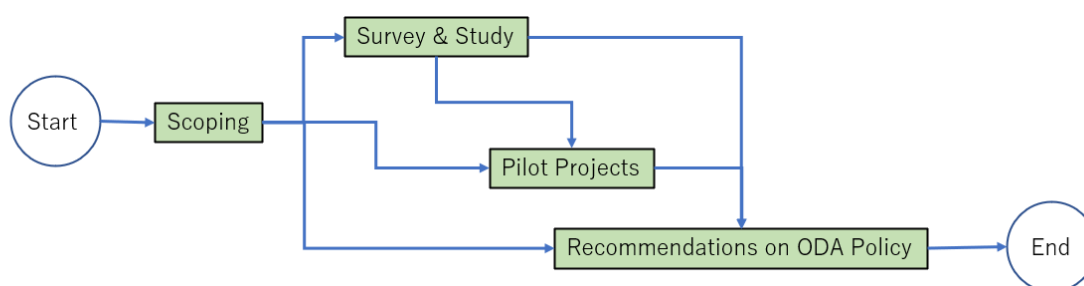 Survey & Study
Start
Scoping
Pilot Projects
Recommendations on ODA Policy
End